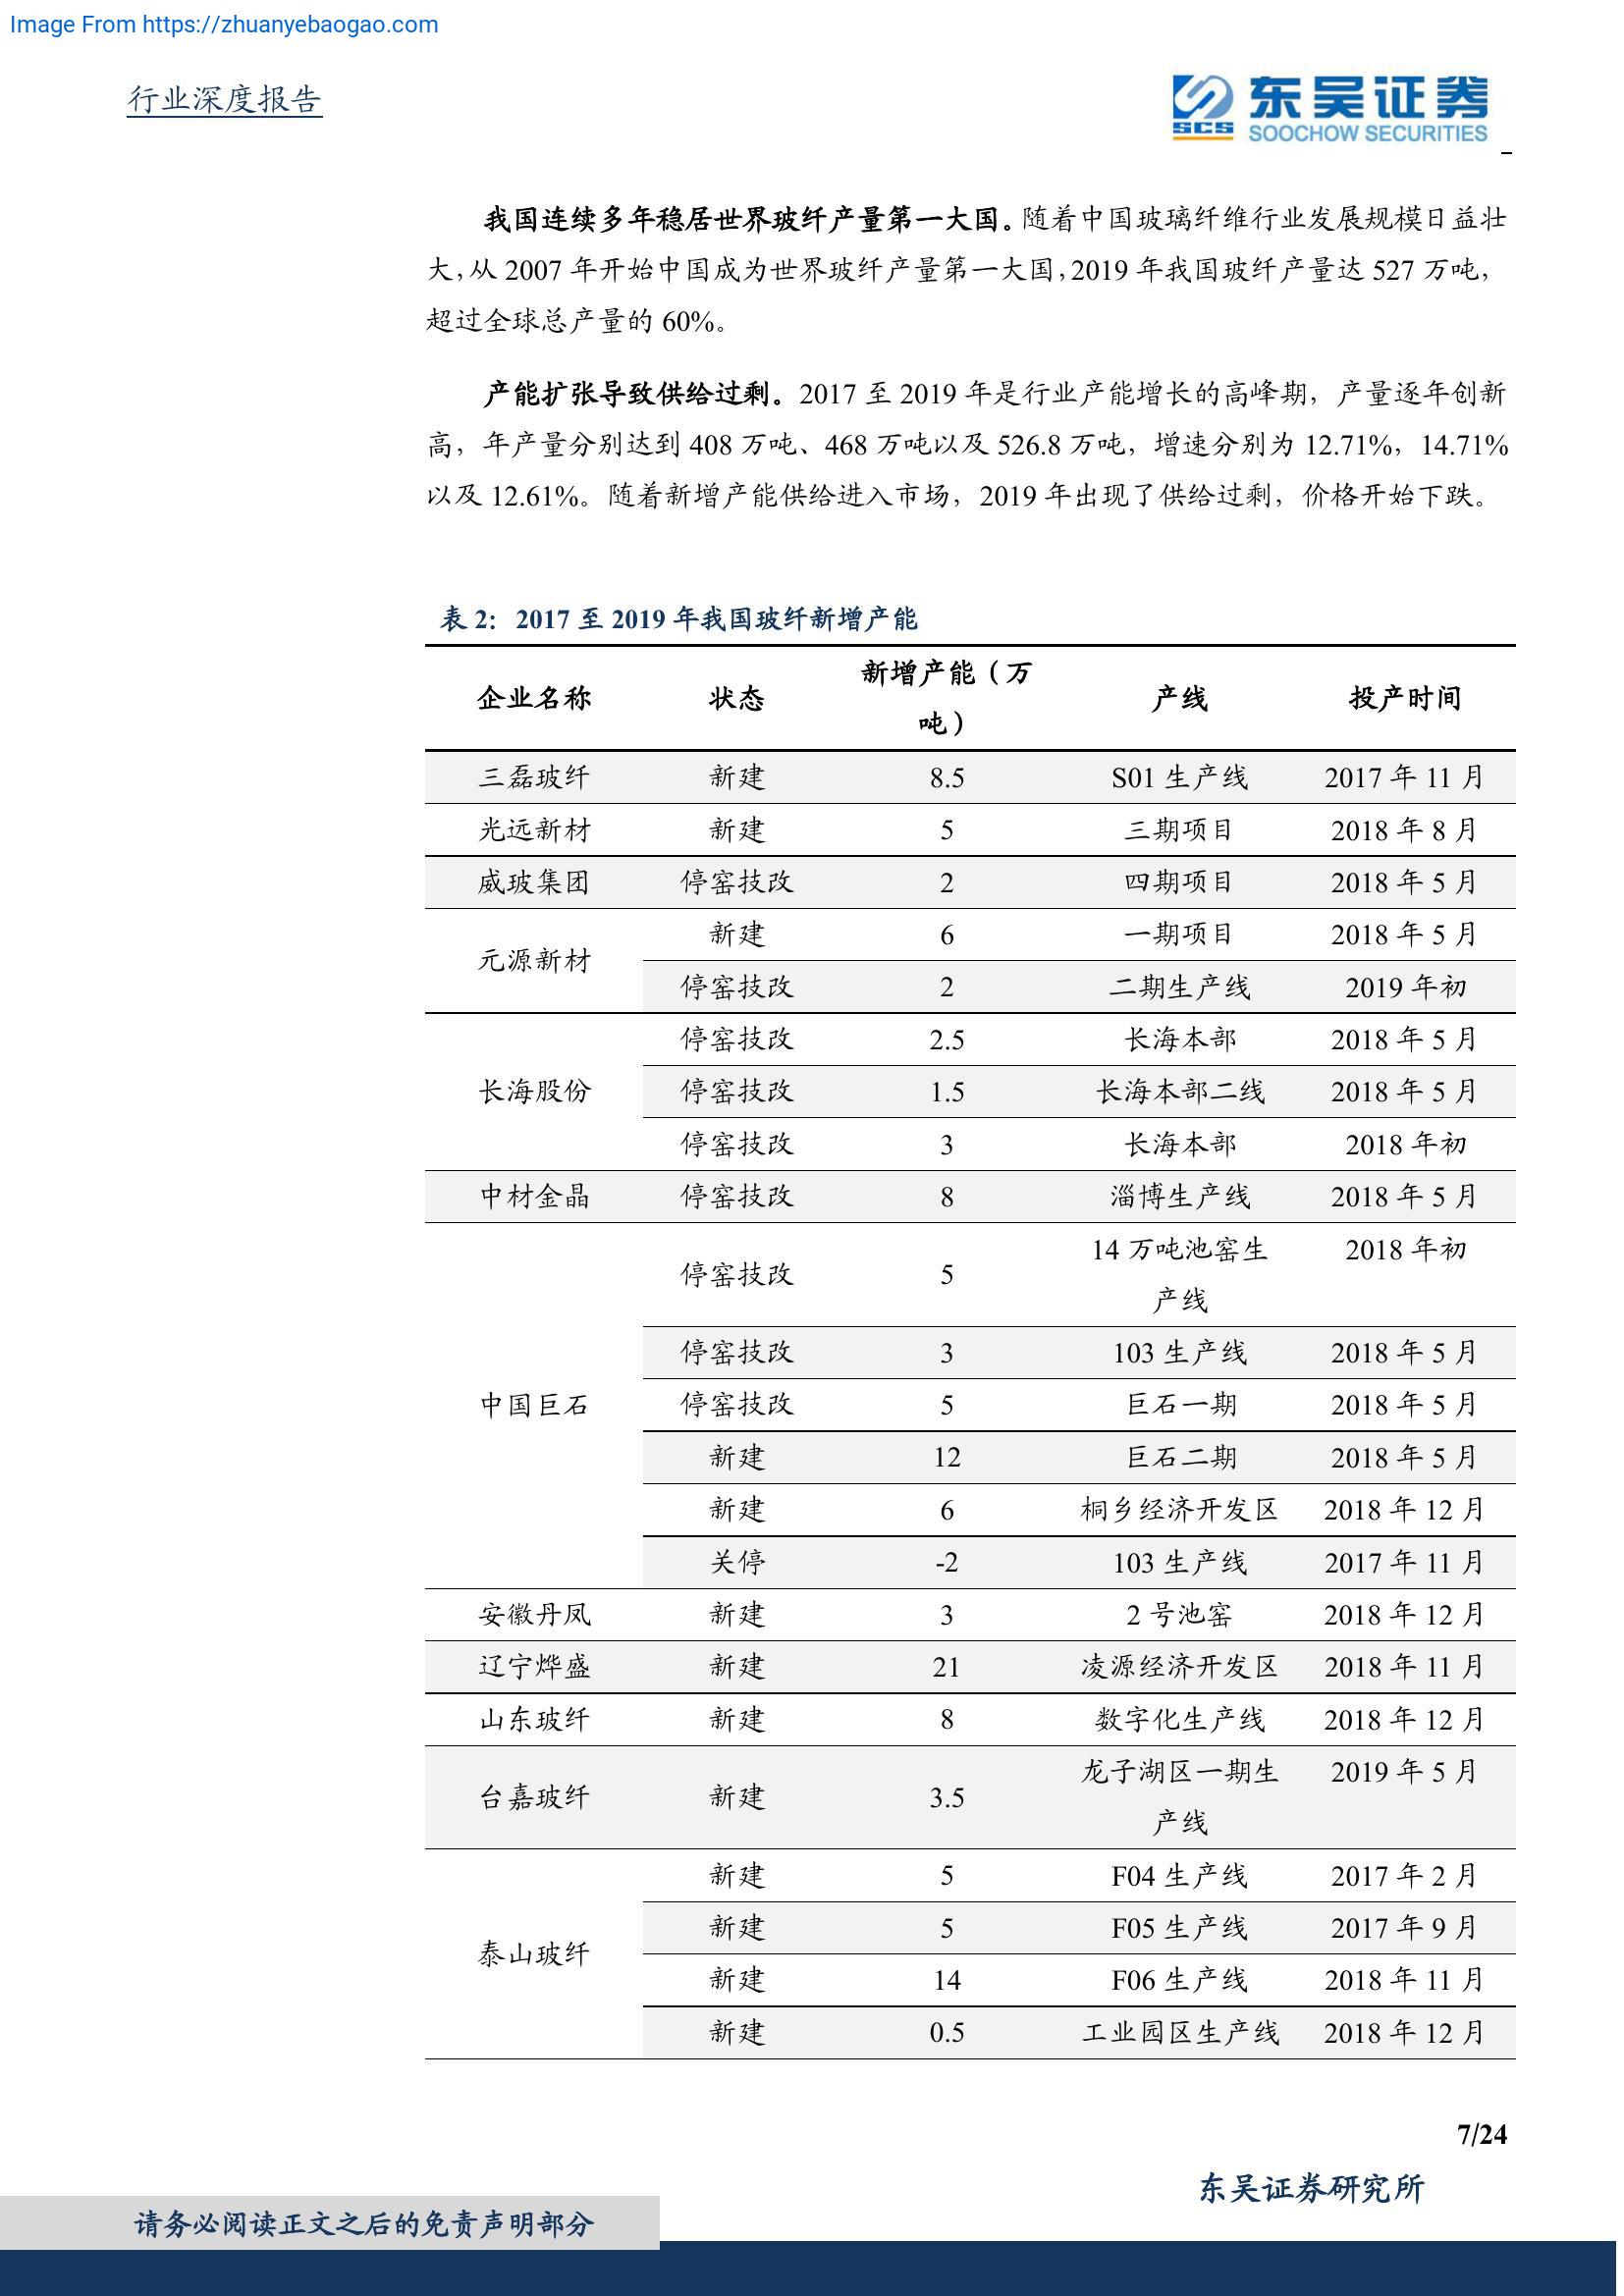 Image From https://zhuanyebaogao.com
行业深度报告
SCS 东吴证券
SOOCHOW SECURITIES
我国连续多年稳居世界玻纤产量第一大国。随着中国玻璃纤维行业发展规模日益壮
大，从 2007 年开始中国成为世界玻纤产量第一大国，2019 年我国玻纤产量达 527 万吨，
超过全球总产量的 60%。
产能扩张导致供给过剩。2017 至 2019 年是行业产能增长的高峰期，产量逐年创新
高，年产量分别达到 408 万吨、468 万吨以及 526.8 万吨，增速分别为 12.71%，14.71%
以及 12.61%。随着新增产能供给进入市场，2019 年出现了供给过剩，价格开始下跌。
表 2：2017 至 2019 年我国玻纤新增产能
企业名称 状态 新增产能（万 产线 投产时间
吨）
三磊玻纤 新建 8.5 S01 生产线 2017 年 11 月
光远新材 新建 5 三期项目 2018 年 8 月
威玻集团 停窑技改 2 四期项目 2018 年 5 月
元源新材 新建 6 一期项目 2018 年 5 月
停窑技改 2 二期生产线 2019 年初
长海股份 停窑技改 2.5 长海本部 2018 年 5 月
停窑技改 1.5 长海本部二线 2018 年 5 月
停窑技改 3 长海本部 2018 年初
中材金晶 停窑技改 8 淄博生产线 2018 年 5 月
中国巨石 停窑技改 5 14 万吨池窑生 2018 年初
产线
停窑技改 3 103 生产线 2018 年 5 月
停窑技改 5 巨石一期 2018 年 5 月
新建 12 巨石二期 2018 年 5 月
新建 6 桐乡经济开发区 2018 年 12 月
关停 -2 103 生产线 2017 年 11 月
安徽丹凤 新建 3 2 号池窑 2018 年 12 月
辽宁烨盛 新建 21 凌源经济开发区 2018 年 11 月
山东玻纤 新建 8 数字化生产线 2018 年 12 月
台嘉玻纤 新建 3.5 龙子湖区一期生 2019 年 5 月
产线
泰山玻纤 新建 5 F04 生产线 2017 年 2 月
新建 5 F05 生产线 2017 年 9 月
新建 14 F06 生产线 2018 年 11 月
新建 0.5 工业园区生产线 2018 年 12 月
7/24
东吴证券研究所
请务必阅读正文之后的免责声明部分